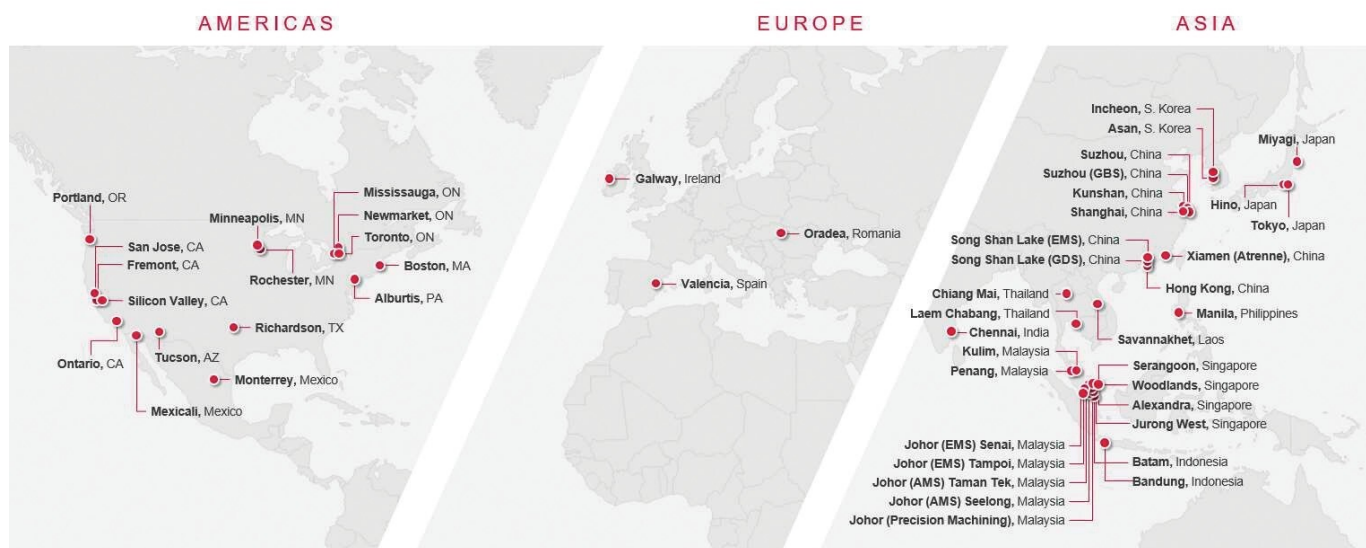 AMERICAS
EUROPE
ASIA
Portland, OR
San Jose, CA
Fremont, CA
Silicon Valley, CA
Ontario, CA
Tucson, AZ
Mexicali, Mexico
Monterrey, Mexico
Richardson, TX
Minneapolis, MN
Rochester, MN
Mississauga, ON
Newmarket, ON
Toronto, ON
Boston, MA
Alburtis, PA
Galway, Ireland
Oradea, Romania
Valencia, Spain
Incheon, S. Korea
Asan, S. Korea
Miyagi, Japan
Suzhou, China
Suzhou (GBS), China
Kunshan, China
Shanghai, China
Hino, Japan
Tokyo, Japan
Song Shan Lake (EMS), China
Song Shan Lake (GDS), China
Xiamen (Atrenne), China
Hong Kong, China
Chiang Mai, Thailand
Laem Chabang, Thailand
Chennai, India
Manila, Philippines
Savannakhet, Laos
Kulim, Malaysia
Penang, Malaysia
Serangoon, Singapore
Woodlands, Singapore
Alexandra, Singapore
Jurong West, Singapore
Johor (EMS) Senai, Malaysia
Johor (EMS) Tampoi, Malaysia
Johor (AMS) Taman Tek, Malaysia
Johor (AMS) Seelong, Malaysia
Johor (Precision Machining), Malaysia
Batam, Indonesia
Bandung, Indonesia